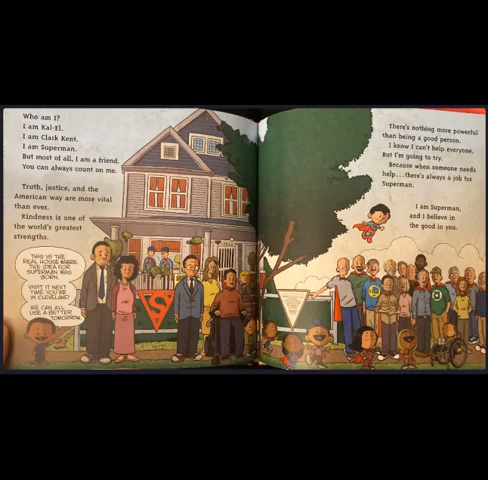 Who am I?
I am Kal-El.
I am Clark Kent.
I am Superman.
But most of all, I am a friend.
You can always count on me.
Truth, justice, and the
American way are more vital
than ever.
Kindness is one of
the world's greatest
strengths.
THIS IS THE
REAL HOUSE WHERE
THE IDEA FOR
SUPERMAN WAS
BORN.
VISIT IT NEXT
TIME YOU'RE
IN CLEVELAND!
WE CAN ALL
USE A BETTER
TOMORROW.
S
There's nothing more powerful
than being a good person.
I know I can't help everyone.
But I'm going to try.
Because when someone needs
help...there's always a job for
Superman.
I am Superman,
and I believe in
the good in you.